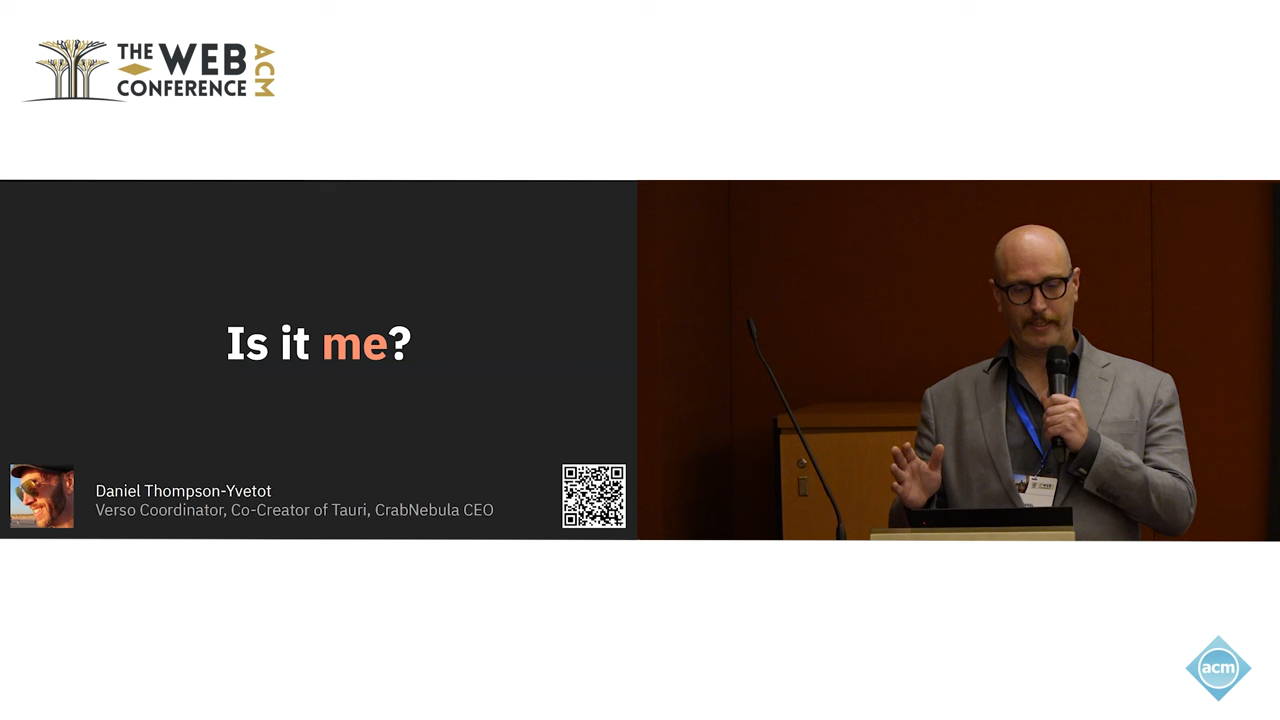 THE WEB
CONFERENCE
ACM
Is it me?
Daniel Thompson-Yvetot
Verso Coordinator, Co-Creator of Tauri, CrabNebula CEO
acm